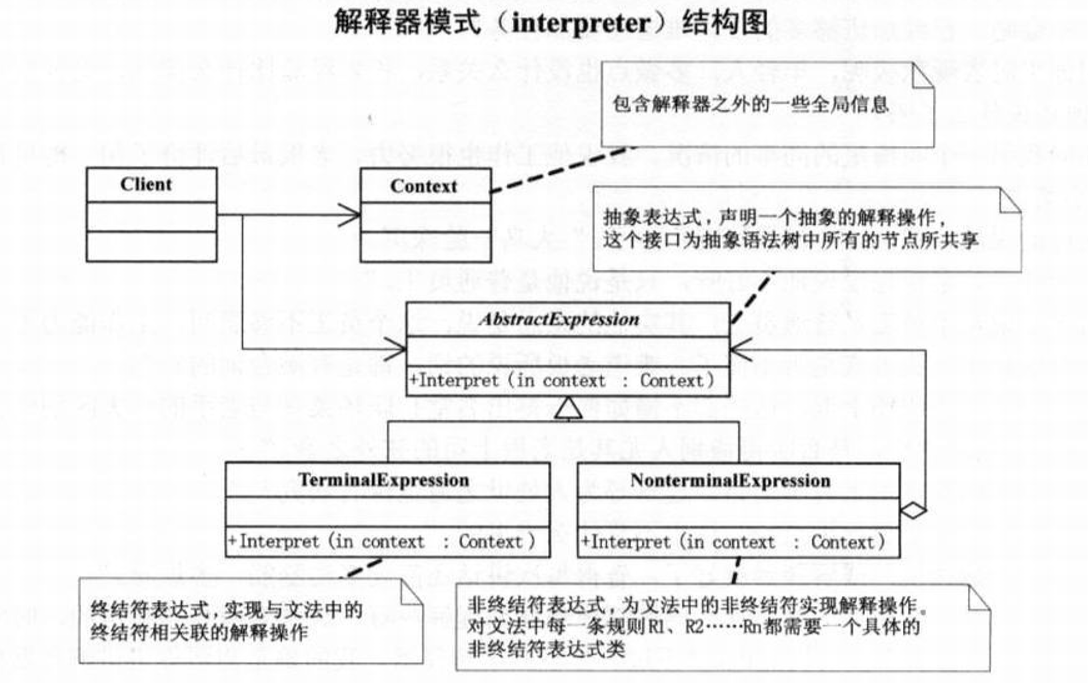 解释器模式（interpreter）结构图
包含解释器之外的一些全局信息
Client
Context
抽象表达式，声明一个抽象的解释操作，
这个接口为抽象语法树中所有的节点所共享
AbstractExpression
+Interpret(in context : Context)
TerminalExpression
NonterminalExpression
+Interpret(in context : Context)
+Interpret(in context : Context)
终结符表达式，实现与文法中的
终结符相关联的解释操作
非终结符表达式，为文法中的非终结符实现解释操作。
对文法中每一条规则R1、R2……Rn都需要一个具体的
非终结符表达式类